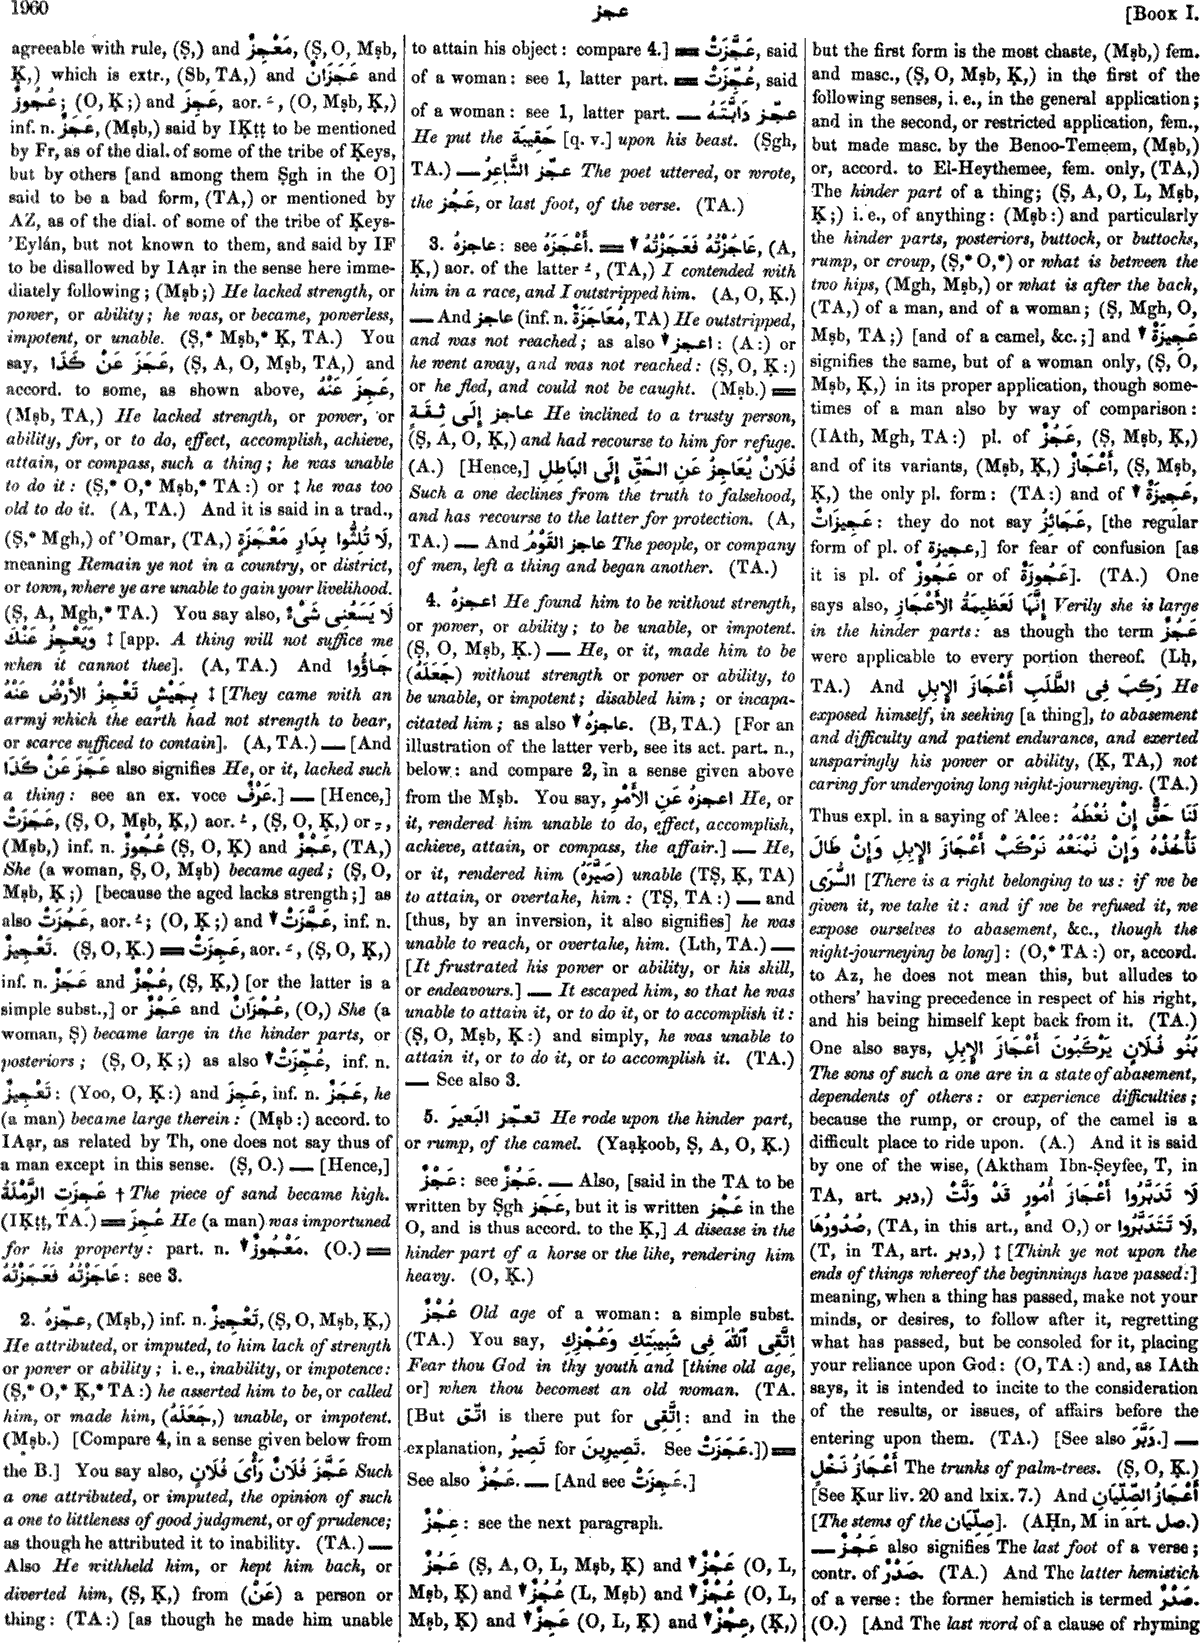 1960
عجز
[Book I.
agreeable with rule, (Ṣ,) and مَعْجِزٌ, (Ṣ, O, Mṣb,
Ḳ,) which is extr., (Sb, TA,) and عَجَزَانٌ and
عُجُوزٌ; (O, Ḳ;) and عَجِزَ, aor. ـَ, (O, Mṣb, Ḳ,)
inf. n. عَجَزٌ, (Mṣb,) said by IḲṭṭ to be mentioned
by Fr, as of the dial. of some of the tribe of Ḳeys,
but by others [and among them Ṣgh in the O]
said to be a bad form, (TA,) or mentioned by
AZ, as of the dial. of some of the tribe of Ḳeys-
'Eylán, but not known to them, and said by IF
to be disallowed by IAạr in the sense here imme-
diately following; (Mṣb;) He lacked strength, or
power, or ability; he was, or became, powerless,
impotent, or unable. (Ṣ,* Mṣb,* Ḳ, TA.) You
say, عَجَزَ عَنْ كَذَا, (Ṣ, A, O, Mṣb, TA,) and
accord. to some, as shown above, عَجِزَ عَنْهُ,
(Mṣb, TA,) He lacked strength, or power, or
ability, for, or to do, effect, accomplish, achieve,
attain, or compass, such a thing; he was unable
to do it: (Ṣ,* O,* Mṣb,* TA:) or ‡ he was too
old to do it. (A, TA.) And it is said in a trad.,
(Ṣ,* Mgh,) of 'Omar, (TA,) لَا تُلِثُّوا بِدَارِ مَعْجَزَةٍ,
meaning Remain ye not in a country, or district,
or town, where ye are unable to gain your livelihood.
(Ṣ, A, Mgh,* TA.) You say also, لَا يَسَعُنِى شَىْءٌ
وَيَعْجِزُ عَنْكَ ‡ [app. A thing will not suffice me
when it cannot thee]. (A, TA.) And جَاؤُوا
بِجَيْشٍ تَعْجِزُ الأَرْضُ عَنْهُ ‡ [They came with an
army which the earth had not strength to bear,
or scarce sufficed to contain]. (A, TA.) — [And
عَجَزَ عَنْ كَذَا also signifies He, or it, lacked such
a thing: see an ex. voce عَرْفٌ.] — [Hence,]
عَجَزَتْ, (Ṣ, O, Mṣb, Ḳ,) aor. ـُ, (Ṣ, O, Ḳ,) or ـِ,
(Mṣb,) inf. n. عُجُوزٌ (Ṣ, O, Ḳ) and عَجْزٌ, (TA,)
She (a woman, Ṣ, O, Mṣb) became aged; (Ṣ, O,
Mṣb, Ḳ;) [because the aged lacks strength;] as
also عَجُزَتْ, aor. ـُ; (O, Ḳ;) and ▼ عَجَّزَتْ, inf. n.
تَعْجِيزٌ. (Ṣ, O, Ḳ.) ═ عَجِزَتْ, aor. ـَ, (Ṣ, O, Ḳ,)
inf. n. عَجَزٌ and عُجْزٌ, (Ṣ, Ḳ,) [or the latter is a
simple subst.,] or عَجْزٌ and عُجْزَانٌ, (O,) She (a
woman, Ṣ) became large in the hinder parts, or
posteriors; (Ṣ, O, Ḳ;) as also ▼ عُجِّزَتْ, inf. n.
تَعْجِيزٌ: (Yoo, O, Ḳ:) and عَجِزَ, inf. n. عَجَزٌ, he
(a man) became large therein: (Mṣb:) accord. to
IAạr, as related by Th, one does not say thus of
a man except in this sense. (Ṣ, O.) — [Hence,]
عَجِزَتِ الرَّمْلَةُ † The piece of sand became high.
(IḲṭṭ, TA.) ═ عُجِزَ He (a man) was importuned
for his property: part. n. ▼ مَعْجُوزٌ. (O.) ═
عَاجَزْتُهُ فَعَجَزْتُهُ: see 3.
2. عجّزهُ, (Mṣb,) inf. n. تَعْجِيزٌ, (Ṣ, O, Mṣb, Ḳ,)
He attributed, or imputed, to him lack of strength
or power or ability; i. e., inability, or impotence:
(Ṣ,* O,* Ḳ,* TA:) he asserted him to be, or called
him, or made him, (جَعَلَهُ,) unable, or impotent.
(Mṣb.) [Compare 4, in a sense given below from
the B.] You say also, عَجَّزَ فُلَانٌ رَأْىَ فُلَانٍ Such
a one attributed, or imputed, the opinion of such
a one to littleness of good judgment, or of prudence;
as though he attributed it to inability. (TA.) —
Also He withheld him, or kept him back, or
diverted him, (Ṣ, Ḳ,) from (عَنْ) a person or
thing: (TA:) [as though he made him unable
to attain his object: compare 4.] ═ عَجَّزَتْ, said
of a woman: see 1, latter part. ═ عُجِّزَتْ, said
of a woman: see 1, latter part. — عجّز دَابَّتَهُ
He put the حَقِيبَة [q. v.] upon his beast. (Ṣgh,
TA.) — عجّز الشَّاعِرُ The poet uttered, or wrote,
the عَجُز, or last foot, of the verse. (TA.)
3. عاجزهُ: see أَعْجَزَهُ. ═ ▼ عَاجَزْتُهُ فَعَجَزْتُهُ, (A,
Ḳ,) aor. of the latter ـُ, (TA,) I contended with
him in a race, and I outstripped him. (A, O, Ḳ.)
— And عاجز (inf. n. مُعَاجَزَةٌ, TA) He outstripped,
and was not reached; as also ▼ اعجز: (A:) or
he went away, and was not reached: (Ṣ, O, Ḳ:)
or he fled, and could not be caught. (Mṣb.) ═
عاجز إِلَى ثِقَةٍ He inclined to a trusty person,
(Ṣ, A, O, Ḳ,) and had recourse to him for refuge.
(A.) [Hence,] فُلَانٌ يُعَاجِزُ عَنِ الحَقِّ إِلَى البَاطِلِ
Such a one declines from the truth to falsehood,
and has recourse to the latter for protection. (A,
TA.) — And عاجز القَوْمُ The people, or company
of men, left a thing and began another. (TA.)
4. اعجزهُ He found him to be without strength,
or power, or ability; to be unable, or impotent.
(Ṣ, O, Mṣb, Ḳ.) — He, or it, made him to be
(جَعَلَهُ) without strength or power or ability, to
be unable, or impotent; disabled him; or incapa-
citated him; as also ▼ عاجزهُ. (B, TA.) [For an
illustration of the latter verb, see its act. part. n.,
below: and compare 2, in a sense given above
from the Mṣb. You say, اعجزهُ عَنِ الأَمْرِ He, or
it, rendered him unable to do, effect, accomplish,
achieve, attain, or compass, the affair.] — He,
or it, rendered him (صَيَّرَهُ) unable (TṢ, Ḳ, TA)
to attain, or overtake, him: (TṢ, TA:) — and
[thus, by an inversion, it also signifies] he was
unable to reach, or overtake, him. (Lth, TA.) —
[It frustrated his power or ability, or his skill,
or endeavours.] — It escaped him, so that he was
unable to attain it, or to do it, or to accomplish it:
(Ṣ, O, Mṣb, Ḳ:) and simply, he was unable to
attain it, or to do it, or to accomplish it. (TA.)
— See also 3.
5. تعجّز البَعِيرَ He rode upon the hinder part,
or rump, of the camel. (Yaạḳoob, Ṣ, A, O, Ḳ.)
عَجْزٌ: see عَجُزٌ. — Also, [said in the TA to be
written by Ṣgh عَجَز, but it is written عَجْز in the
O, and is thus accord. to the Ḳ,] A disease in the
hinder part of a horse or the like, rendering him
heavy. (O, Ḳ.)
عُجْزٌ Old age of a woman: a simple subst.
(TA.) You say, اِتَّقِى ٱللّٰهَ فِى شَبِيبَتِكِ وَعُجْزِكِ
Fear thou God in thy youth and [thine old age,
or] when thou becomest an old woman. (TA.
[But اتّق is there put for اِتَّقِى: and in the
explanation, تَصِيرُ for تَصِيرِينَ. See عَجَزَتْ.]) ═
See also عَجُزٌ. — [And see عَجِزَتْ.]
عِجْزٌ: see the next paragraph.
عَجُزٌ (Ṣ, A, O, L, Mṣb, Ḳ) and ▼ عَجْزٌ (O, L,
Mṣb, Ḳ) and ▼ عُجُزٌ (L, Mṣb) and ▼ عُجْزٌ (O, L,
Mṣb, Ḳ) and ▼ عَجِزٌ (O, L, Ḳ) and ▼ عِجْزٌ, (Ḳ,)
but the first form is the most chaste, (Mṣb,) fem.
and masc., (Ṣ, O, Mṣb, Ḳ,) in the first of the
following senses, i. e., in the general application;
and in the second, or restricted application, fem.,
but made masc. by the Benoo-Temeem, (Mṣb,)
or, accord. to El-Heythemee, fem. only, (TA,)
The hinder part of a thing; (Ṣ, A, O, L, Mṣb,
Ḳ;) i. e., of anything: (Mṣb:) and particularly
the hinder parts, posteriors, buttock, or buttocks,
rump, or croup, (Ṣ,* O,*) or what is between the
two hips, (Mgh, Mṣb,) or what is after the back,
(TA,) of a man, and of a woman; (Ṣ, Mgh, O,
Mṣb, TA;) [and of a camel, &c.;] and ▼ عَجِيزَةٌ
signifies the same, but of a woman only, (Ṣ, O,
Mṣb, Ḳ,) in its proper application, though some-
times of a man also by way of comparison:
(IAth, Mgh, TA:) pl. of عَجُزٌ, (Ṣ, Mṣb, Ḳ,)
and of its variants, (Mṣb, Ḳ,) أَعْجَازٌ, (Ṣ, Mṣb,
Ḳ,) the only pl. form: (TA:) and of ▼ عَجِيزَةٌ,
عَجِيزَاتٌ: they do not say عَجَائِزُ, [the regular
form of pl. of عجيزة,] for fear of confusion [as
it is pl. of عَجُوزٌ or of عَجُوزَةٌ]. (TA.) One
says also, إِنَّهَا لَعَظِيمَةُ الأَعْجَازِ Verily she is large
in the hinder parts: as though the term عَجُزٌ
were applicable to every portion thereof. (Lḥ,
TA.) And رَكِبَ فِى الطَّلَبِ أَعْجَازَ الإِبِلِ He
exposed himself, in seeking [a thing], to abasement
and difficulty and patient endurance, and exerted
unsparingly his power or ability, (Ḳ, TA,) not
caring for undergoing long night-journeying. (TA.)
Thus expl. in a saying of 'Alee: لَنَا حَقٌّ إِنْ نُعْطَهُ
نَأْخُذْهُ وَإِنْ نُمْنَعْهُ نَرْكَبْ أَعْجَازَ الإِبِلِ وَإِنْ طَالَ
السُّرَى [There is a right belonging to us: if we be
given it, we take it: and if we be refused it, we
expose ourselves to abasement, &c., though the
night-journeying be long]: (O,* TA:) or, accord.
to Az, he does not mean this, but alludes to
others' having precedence in respect of his right,
and his being himself kept back from it. (TA.)
One also says, بَنُو فُلَانٍ يَرْكَبُونَ أَعْجَازَ الإِبِلِ
The sons of such a one are in a state of abasement,
dependents of others: or experience difficulties;
because the rump, or croup, of the camel is a
difficult place to ride upon. (A.) And it is said
by one of the wise, (Aktham Ibn-Ṣeyfee, T, in
TA, art. دبر,) لَا تَدَبَّرُوا أَعْجَازَ أُمُورٍ قَدْ وَلَّتْ
صُدُورُهَا, (TA, in this art., and O,) or لَا تَتَدَبَّرُوا,
(T, in TA, art. دبر,) ‡ [Think ye not upon the
ends of things whereof the beginnings have passed:]
meaning, when a thing has passed, make not your
minds, or desires, to follow after it, regretting
what has passed, but be consoled for it, placing
your reliance upon God: (O, TA:) and, as IAth
says, it is intended to incite to the consideration
of the results, or issues, of affairs before the
entering upon them. (TA.) [See also دَبَّرَ.] —
أَعْجَازُ نَخْلٍ The trunks of palm-trees. (Ṣ, O, Ḳ.)
[See Ḳur liv. 20 and lxix. 7.) And أَعْجَازُ الصِّلِّيَانِ
[The stems of the صِلِّيَان]. (AḤn, M in art. صل.)
— عَجُزٌ also signifies The last foot of a verse;
contr. of صَدْرٌ. (TA.) And The latter hemistich
of a verse: the former hemistich is termed صَدْرٌ.
(O.) [And The last word of a clause of rhyming